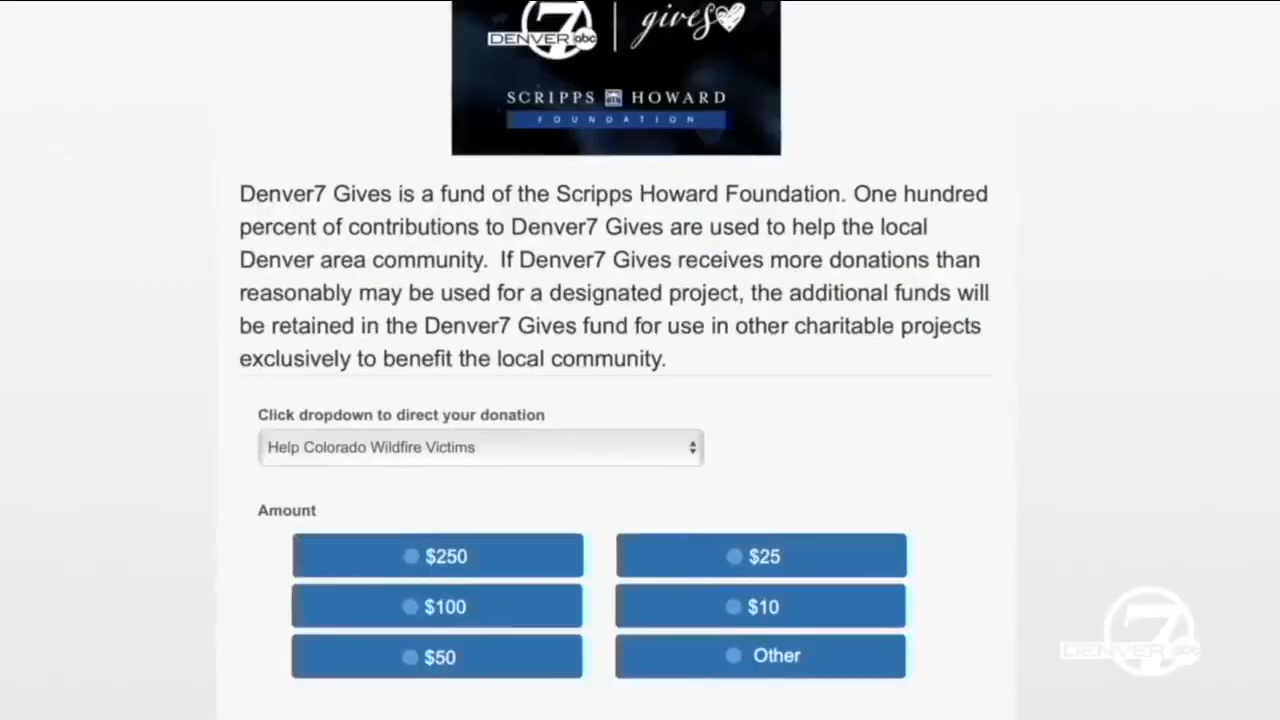 DENVER 7 abc | gives
SCRIPPS HOWARD
FOUNDATION
Denver7 Gives is a fund of the Scripps Howard Foundation. One hundred
percent of contributions to Denver7 Gives are used to help the local
Denver area community.  If Denver7 Gives receives more donations than
reasonably may be used for a designated project, the additional funds will
be retained in the Denver7 Gives fund for use in other charitable projects
exclusively to benefit the local community.
Click dropdown to direct your donation
Help Colorado Wildfire Victims
Amount
$250
$25
$100
$10
$50
Other
DENVER 7 abc